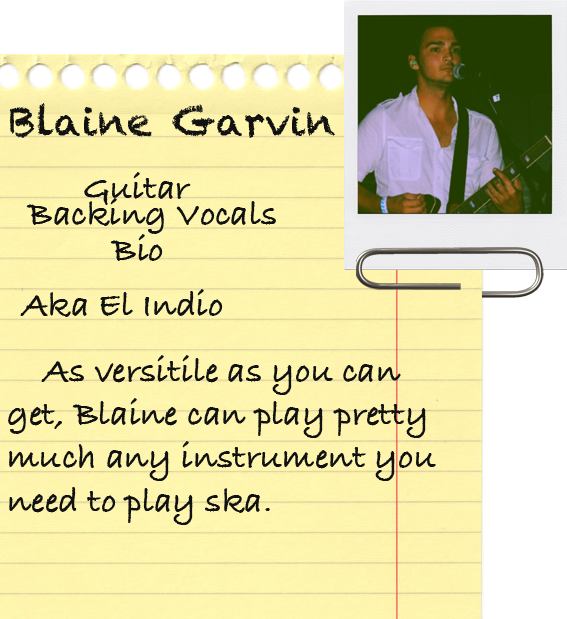 Blaine Garvin
Guitar
Backing Vocals
Bio
Aka El Indio
As versitile as you can
get, Blaine can play pretty
much any instrument you
need to play ska.